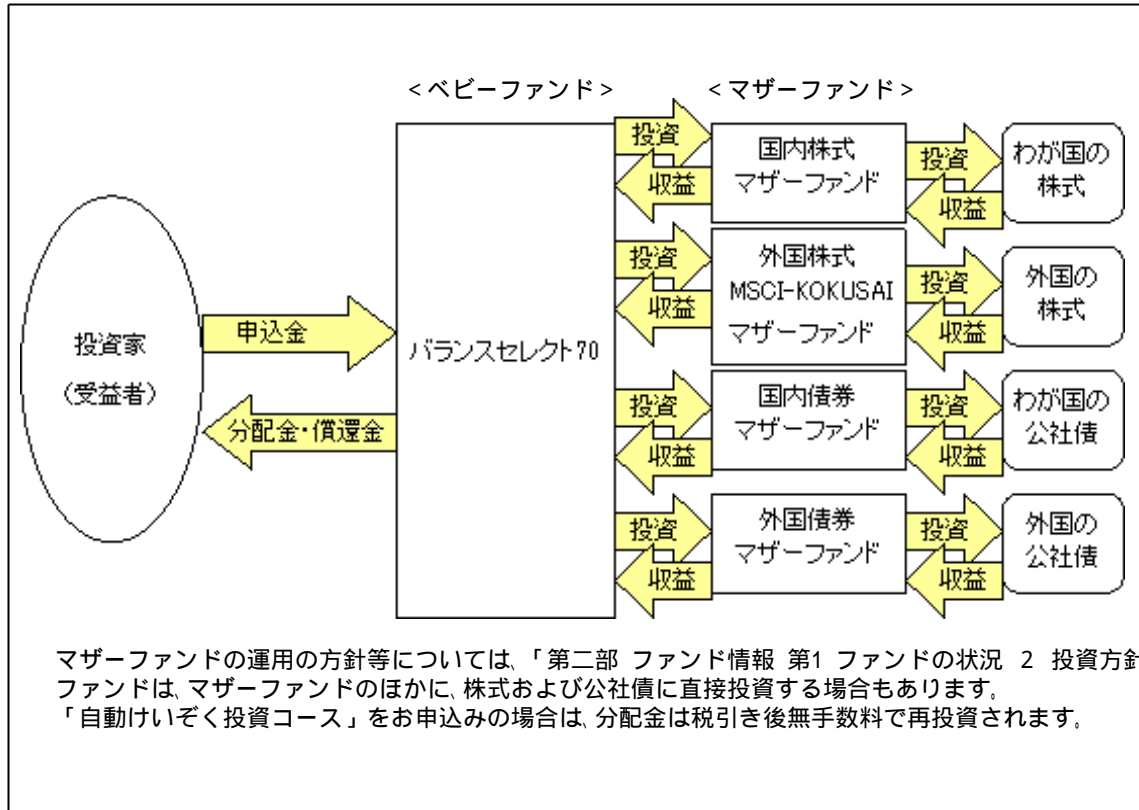 <ベビーファンド>
<マザーファンド>
投資家
(受益者)
申込金
分配金・償還金
バランスセレクト70
投資
収益
国内株式
マザーファンド
投資
収益
わが国の
株式
投資
収益
外国株式
MSCI-KOKUSAI
マザーファンド
投資
収益
外国の
株式
投資
収益
国内債券
マザーファンド
投資
収益
わが国の
公社債
投資
収益
外国債券
マザーファンド
投資
収益
外国の
公社債
マザーファンドの運用の方針等については、「第二部 ファンド情報 第1 ファンドの状況 2 投資方針
ファンドは、マザーファンドのほかに、株式および公社債に直接投資する場合もあります。
「自動けいぞく投資コース」をお申込みの場合は、分配金は税引き後無手数料で再投資されます。